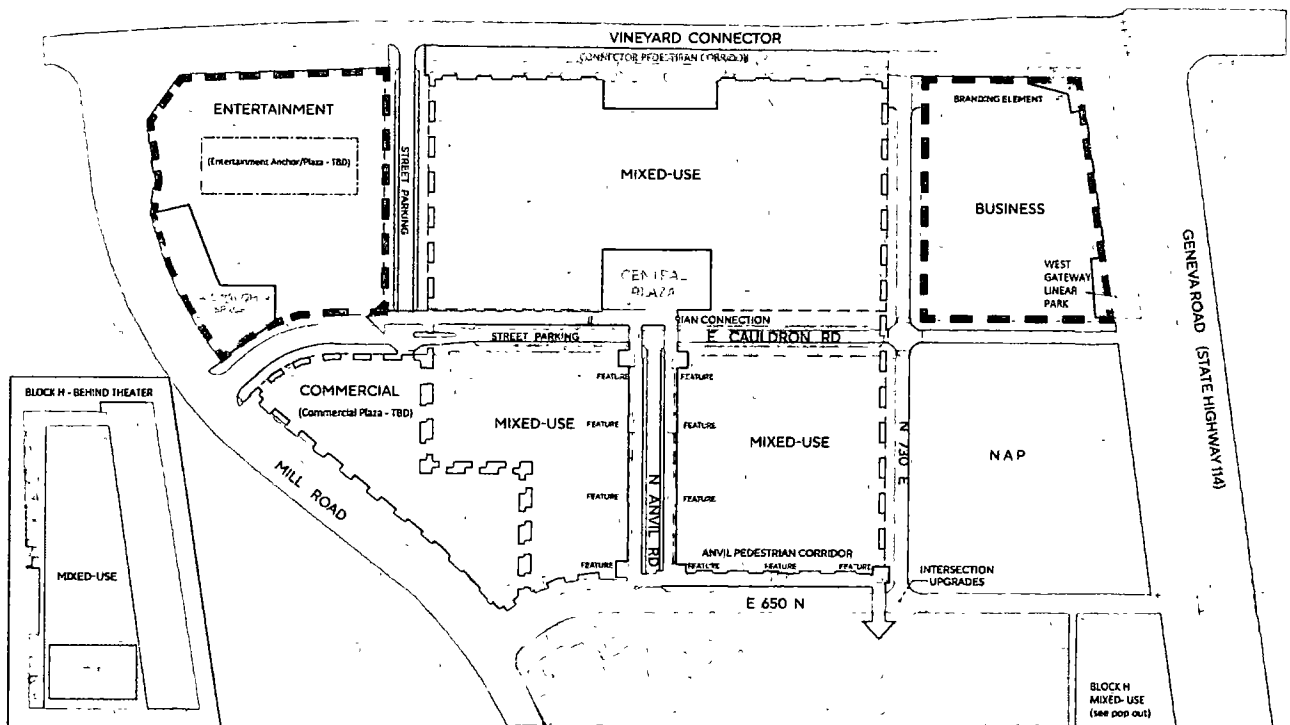 VINEYARD CONNECTOR
CONNECTOR PEDESTRIAN CORRIDOR
ENTERTAINMENT
(Entertainment Anchor/Plaza - TBD)
STREET PARKING
MIXED-USE
BRANDING ELEMENT
BUSINESS
WEST
GATEWAY
LINEAR
PARK
GENEVA ROAD (STATE HIGHWAY 114)
CENTRAL
PLAZA
IAN CONNECTION
STREET PARKING
E CAULDRON RD
BLOCK H - BEHIND THEATER
MIXED-USE
COMMERCIAL
(Commercial Plaza - TBD)
MILL ROAD
MIXED-USE
FEATURE
FEATURE
FEATURE
FEATURE
N ANVIL RD
FEATURE
FEATURE
FEATURE
MIXED-USE
ANVIL PEDESTRIAN CORRIDOR
FEATURE
FEATURE
FEATURE
N 730 E
NAP
INTERSECTION
UPGRADES
E 650 N
BLOCK H
MIXED- USE
(see pop out)